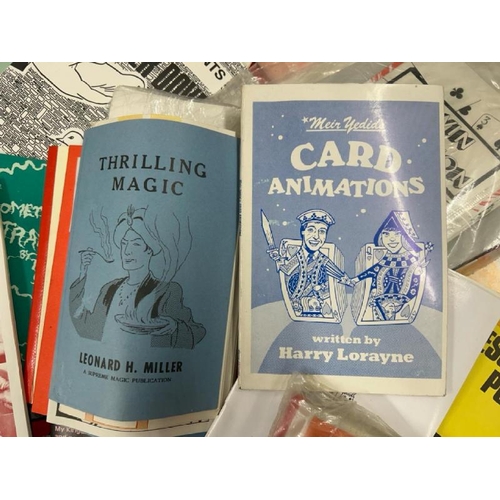 THRILLING
MAGIC
LEONARD H. MILLER
A SUPREME MAGIC PUBLICATION
Meir Yedid
CARD
ANIMATIONS
written by
Harry Lorayne